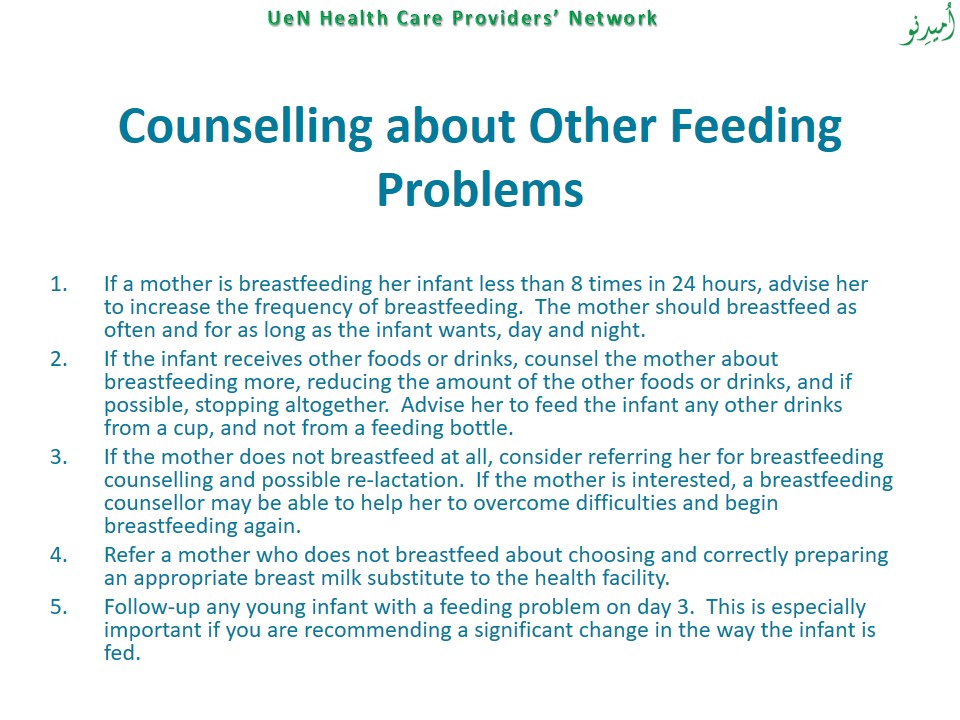 UeN Health Care Providers’ Network
اُمیدِنو
Counselling about Other Feeding
Problems
1. If a mother is breastfeeding her infant less than 8 times in 24 hours, advise her
to increase the frequency of breastfeeding.  The mother should breastfeed as
often and for as long as the infant wants, day and night.
2. If the infant receives other foods or drinks, counsel the mother about
breastfeeding more, reducing the amount of the other foods or drinks, and if
possible, stopping altogether.  Advise her to feed the infant any other drinks
from a cup, and not from a feeding bottle.
3. If the mother does not breastfeed at all, consider referring her for breastfeeding
counselling and possible re-lactation.  If the mother is interested, a breastfeeding
counsellor may be able to help her to overcome difficulties and begin
breastfeeding again.
4. Refer a mother who does not breastfeed about choosing and correctly preparing
an appropriate breast milk substitute to the health facility.
5. Follow-up any young infant with a feeding problem on day 3.  This is especially
important if you are recommending a significant change in the way the infant is
fed.